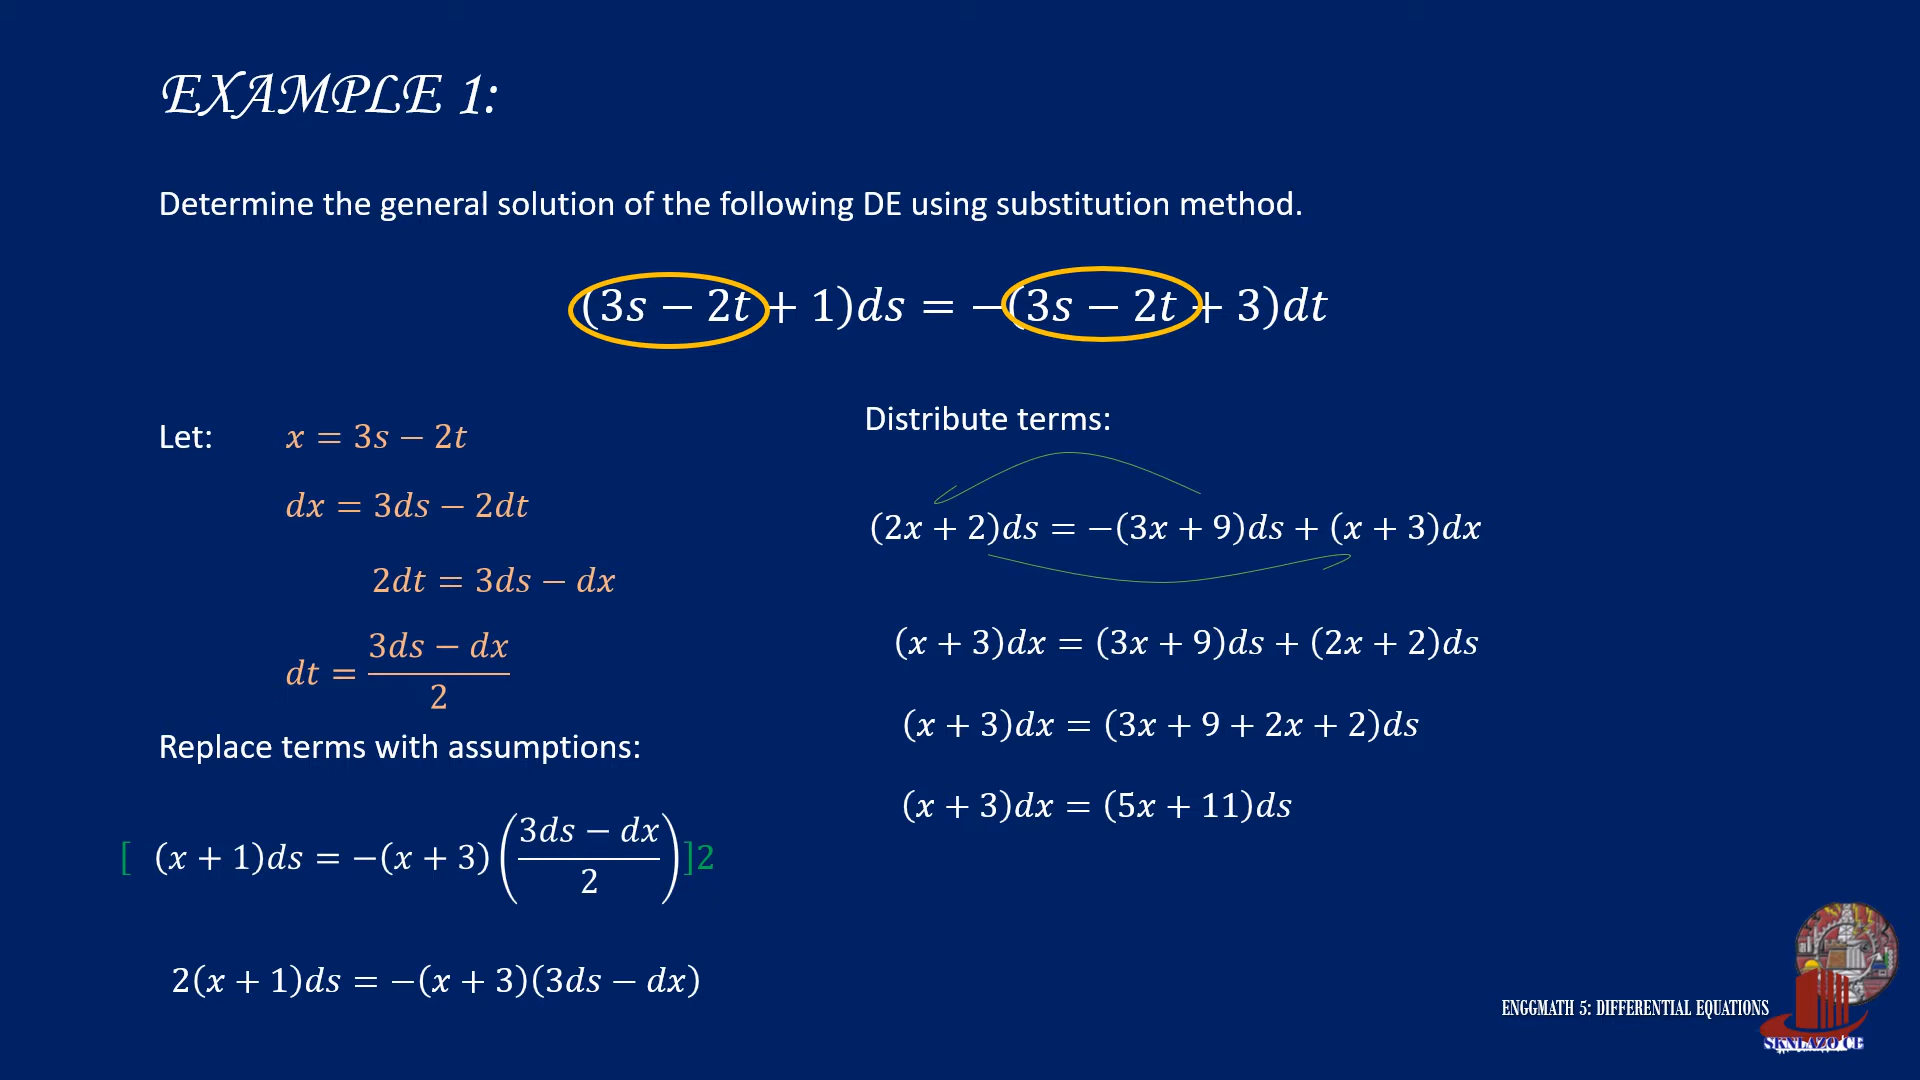 EXAMPLE 1:
Determine the general solution of the following DE using substitution method.
(3s − 2t + 1)ds = −(3s − 2t + 3)dt
Let: x = 3s − 2t
dx = 3ds − 2dt
2dt = 3ds − dx
dt = \frac{3ds − dx}{2}
Replace terms with assumptions:
[ (x + 1)ds = −(x + 3)(\frac{3ds − dx}{2})]2
2(x + 1)ds = −(x + 3)(3ds − dx)
Distribute terms:
(2x + 2)ds = −(3x + 9)ds + (x + 3)dx
(x + 3)dx = (3x + 9)ds + (2x + 2)ds
(x + 3)dx = (3x + 9 + 2x + 2)ds
(x + 3)dx = (5x + 11)ds
ENGGMATH 5: DIFFERENTIAL EQUATIONS
SKNLAZO CE